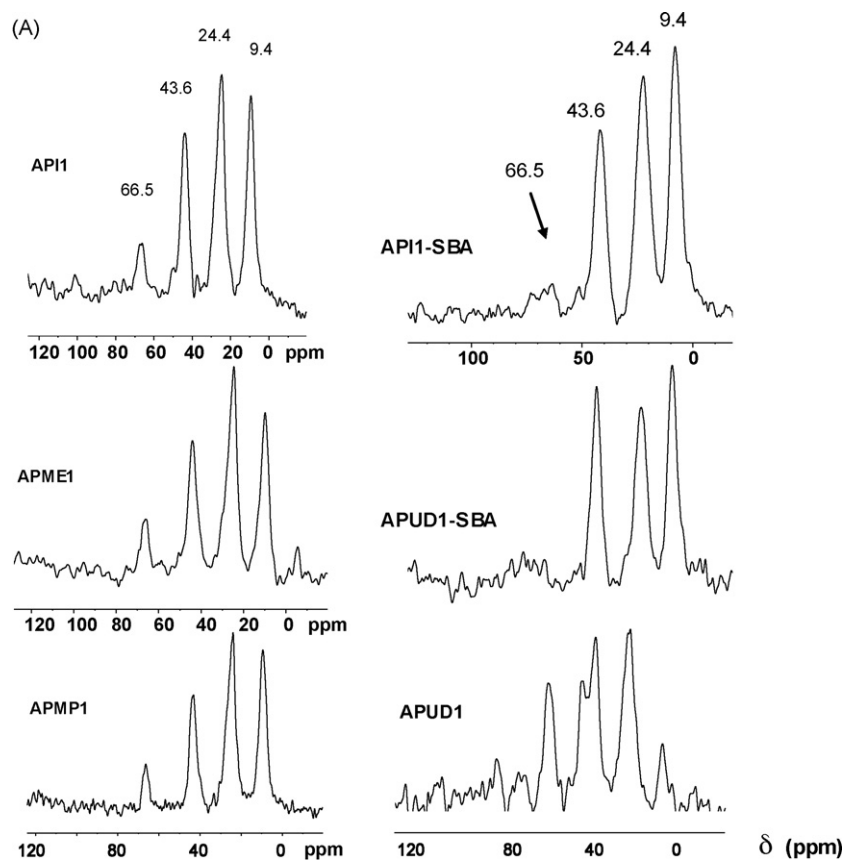 (A)
24.4
9.4
43.6
66.5
API1
120 100 80 60 40 20 0 ppm
9.4
24.4
43.6
66.5
API1-SBA
100 50 0
APME1
120 100 80 60 40 20 0 ppm
APUD1-SBA
APMP1
120 80 40 0
APUD1
120 80 40 0 δ (ppm)